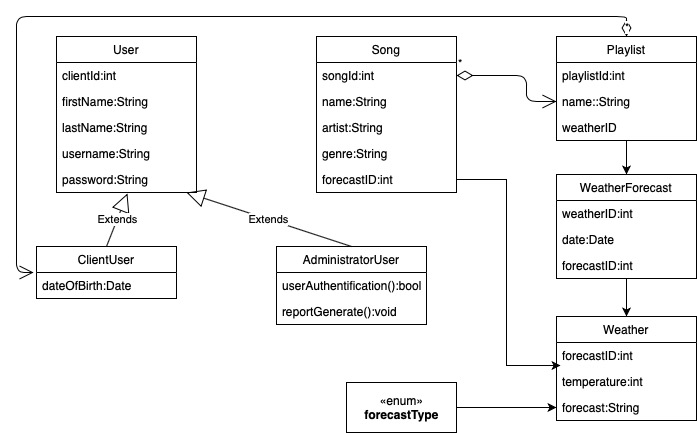 User
clientId:int
firstName:String
lastName:String
username:String
password:String
Song
songId:int
name:String
artist:String
genre:String
forecastID:int
*
Playlist
playlistId:int
name::String
weatherID
WeatherForecast
weatherID:int
date:Date
forecastID:int
Extends
Extends
ClientUser
dateOfBirth:Date
AdministratorUser
userAuthentification():bool
reportGenerate():void
Weather
forecastID:int
temperature:int
forecast:String
«enum»
forecastType